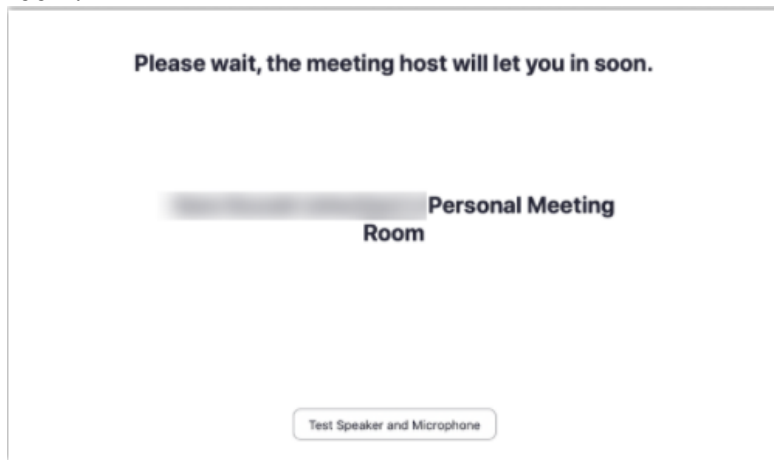 Please wait, the meeting host will let you in soon.
Personal Meeting
Room
Test Speaker and Microphone